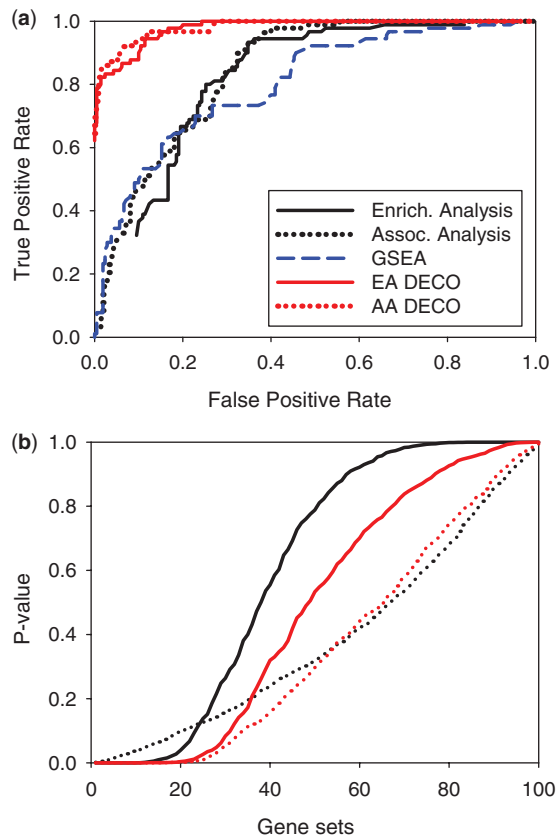 (a)
True Positive Rate
1.0
0.8
0.6
0.4
0.2
0.0
Enrich. Analysis
Assoc. Analysis
GSEA
EA DECO
AA DECO
0.0 0.2 0.4 0.6 0.8 1.0
False Positive Rate
(b)
P-value
1.0
0.8
0.6
0.4
0.2
0.0
0 20 40 60 80 100
Gene sets